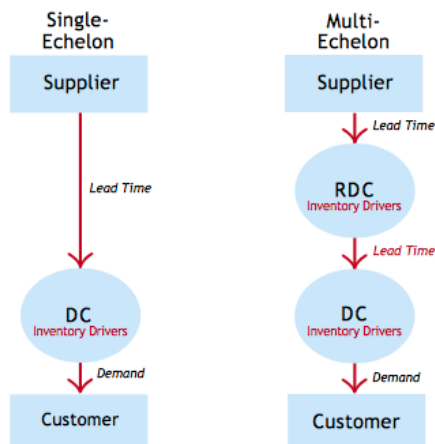 Single-
Echelon
Supplier
Lead Time
DC
Inventory Drivers
Demand
Customer
Multi-
Echelon
Supplier
Lead Time
RDC
Inventory Drivers
Lead Time
DC
Inventory Drivers
Demand
Customer